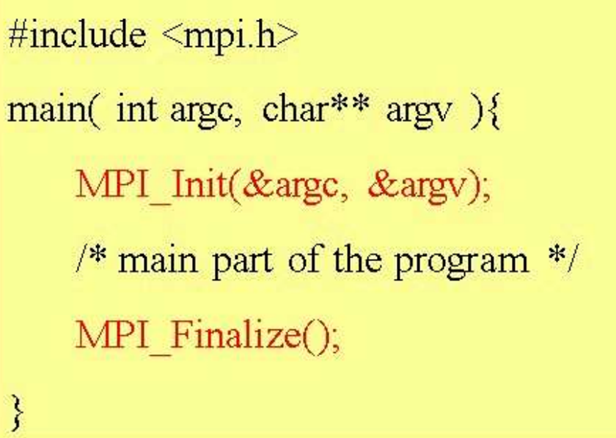 #include <mpi.h>
main( int argc, char** argv ){
MPI_Init(&argc, &argv);
/* main part of the program */
MPI_Finalize();
}